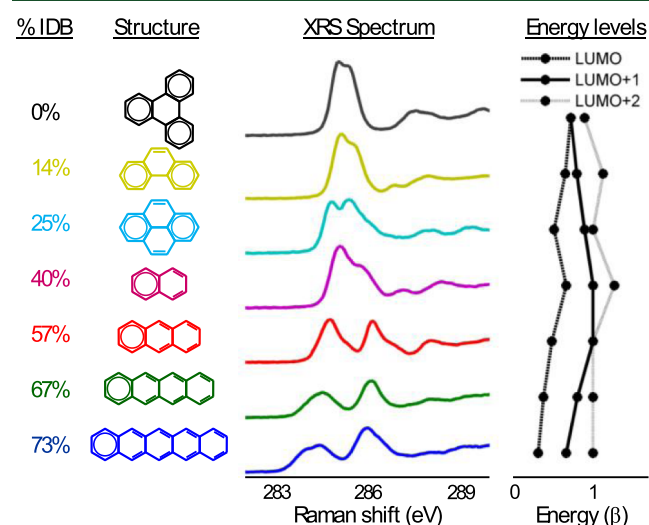 % IDB Structure XRS Spectrum Energy levels
LUMO
LUMO+1
LUMO+2
0%
14%
25%
40%
57%
67%
73%
283 286 289 0 1
Raman shift (eV) Energy (β)